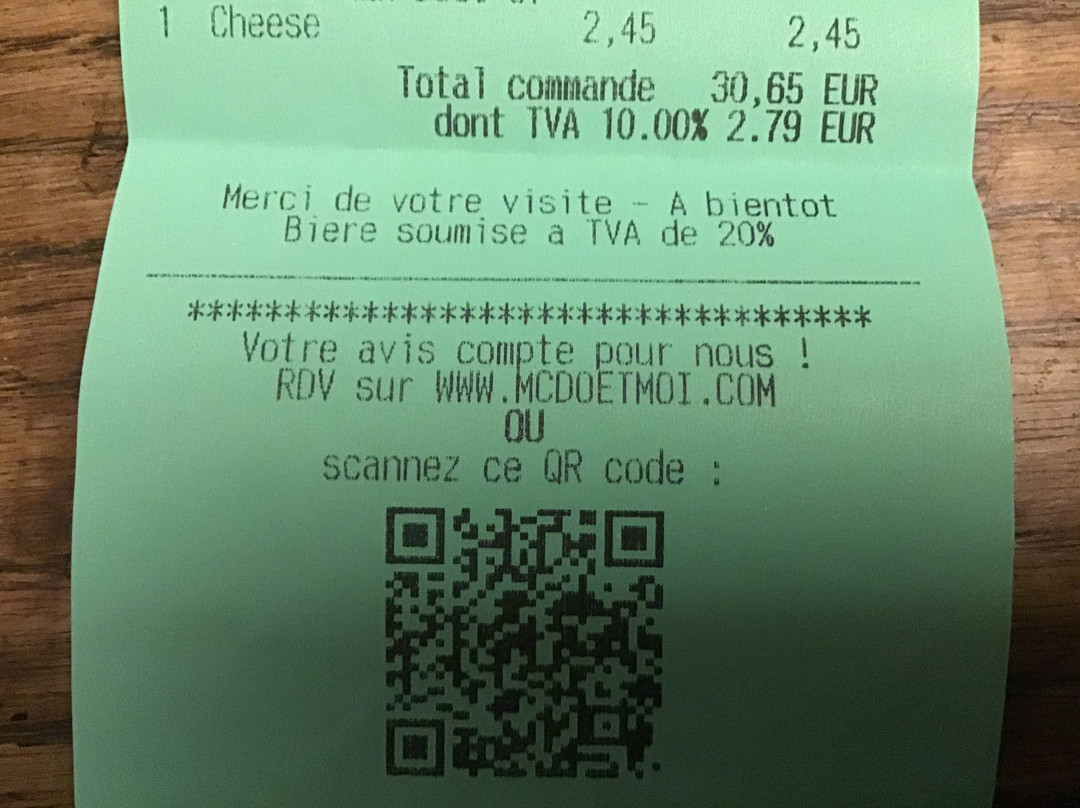 1 Cheese 2,45 2,45
Total commande 30,65 EUR
dont TVA 10.00% 2.79 EUR
Merci de votre visite - A bientot
Biere soumise a TVA de 20%
***********************************
Votre avis compte pour nous !
RDV sur WWW.MCDOETMOI.COM
OU
scannez ce QR code :